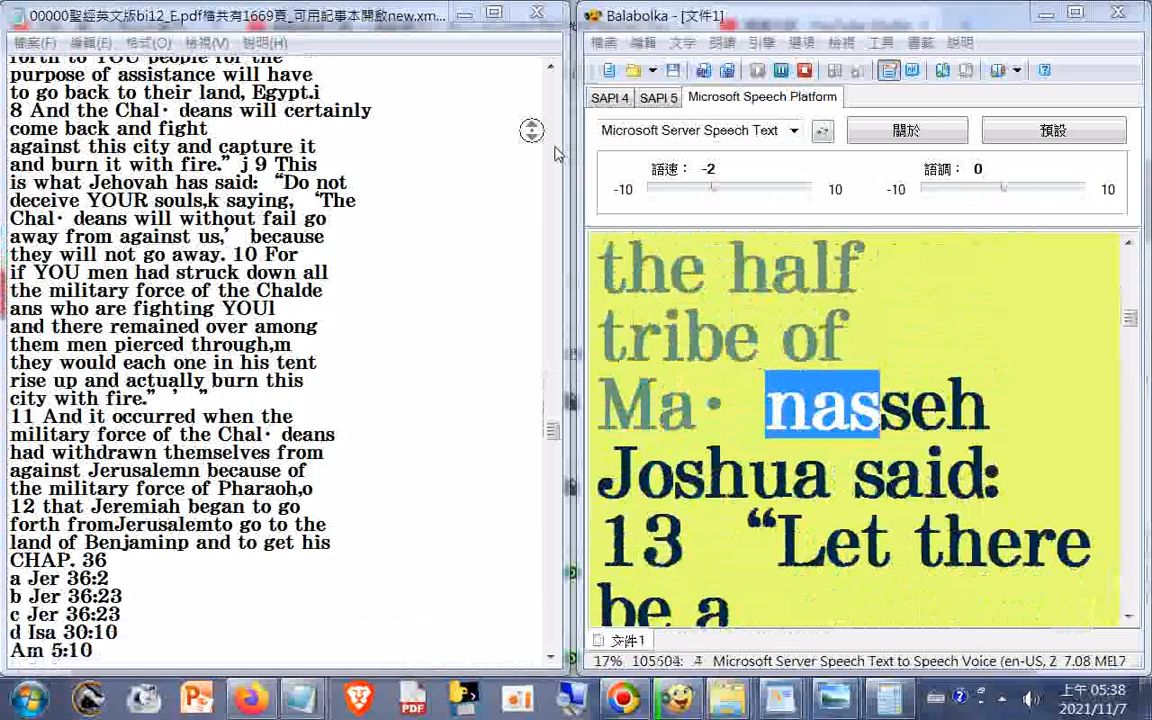 00000聖經英文版bi12_E.pdf檔共有1669頁_可用記事本開啟new.xm...
檔案(F) 編輯(E) 格式(O) 檢視(V) 說明(H)
forth to YOU people for the
purpose of assistance will have
to go back to their land, Egypt.i
8 And the Chal· deans will certainly
come back and fight
against this city and capture it
and burn it with fire.” j 9 This
is what Jehovah has said: “Do not
deceive YOUR souls,k saying, ‘The
Chal· deans will without fail go
away from against us,’ because
they will not go away. 10 For
if YOU men had struck down all
the military force of the Chalde
ans who are fighting YOUl
and there remained over among
them men pierced through,m
they would each one in his tent
rise up and actually burn this
city with fire.” ’ ”
11 And it occurred when the
military force of the Chal· deans
had withdrawn themselves from
against Jerusalemn because of
the military force of Pharaoh,o
12 that Jeremiah began to go
forth fromJerusalemto go to the
land of Benjaminp and to get his
CHAP. 36
a Jer 36:2
b Jer 36:23
c Jer 36:23
d Isa 30:10
Am 5:10
Balabolka - [文件1]
檔案 編輯 文字 朗讀 引擎 選項 檢視 工具 書籤 說明
SAPI 4 SAPI 5 Microsoft Speech Platform
Microsoft Server Speech Text 關於 預設
語速: -2 語調: 0
-10 10 -10 10
the half
tribe of
Ma· nasseh
Joshua said:
13 “Let there
be a
文件1
17% 105504: Microsoft Server Speech Text to Speech Voice (en-US, 7.08
PDF
上午 05:38
2021/11/7